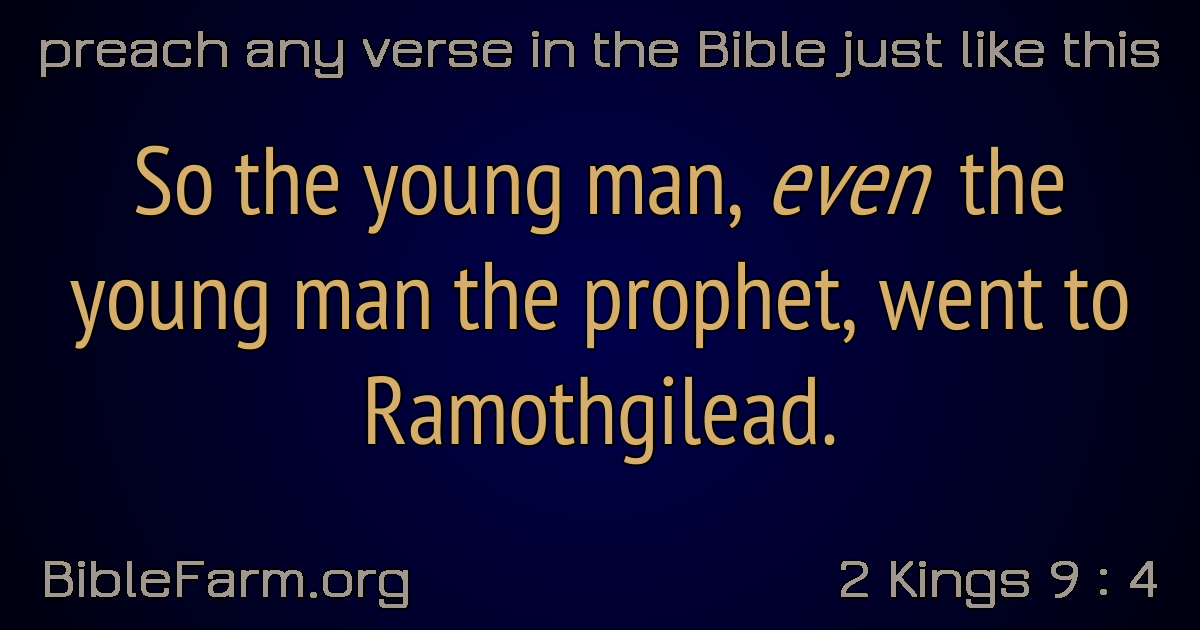 preach any verse in the Bible just like this
So the young man, even the
young man the prophet, went to
Ramothgilead.
BibleFarm.org
2 Kings 9 : 4